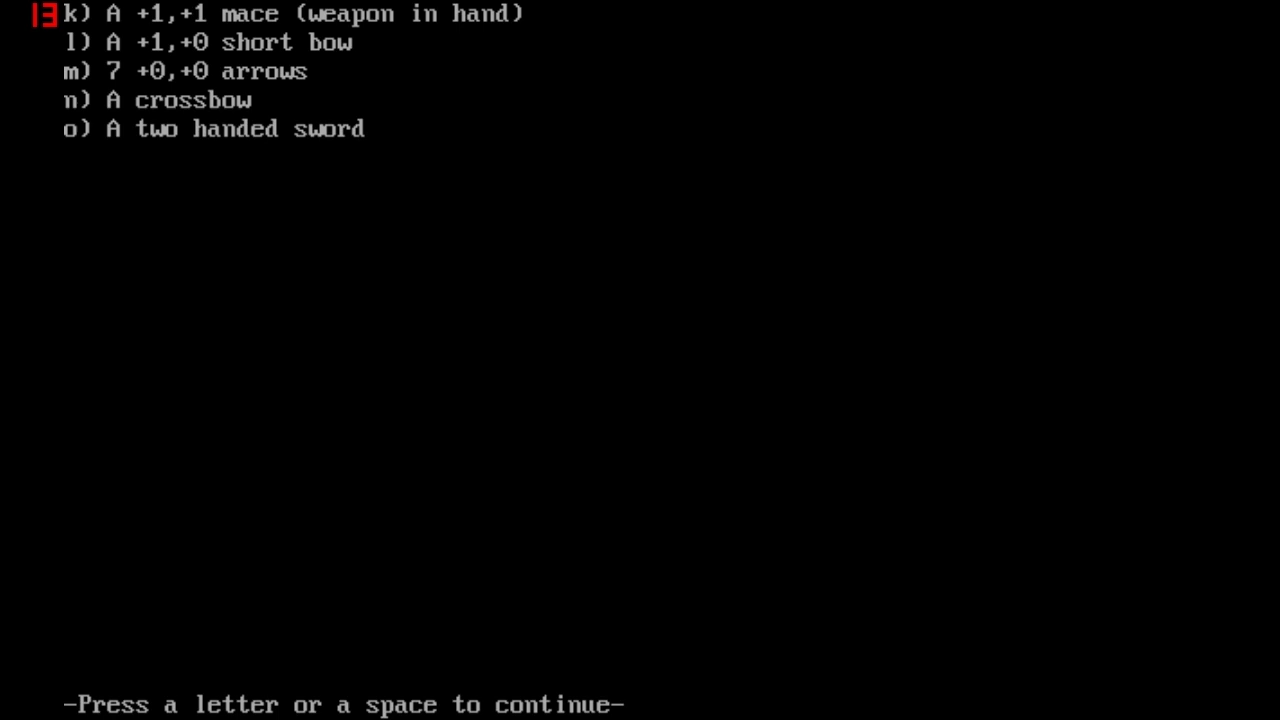 13k) A +1,+1 mace (weapon in hand)
l) A +1,+0 short bow
m) 7 +0,+0 arrows
n) A crossbow
o) A two handed sword
-Press a letter or a space to continue-